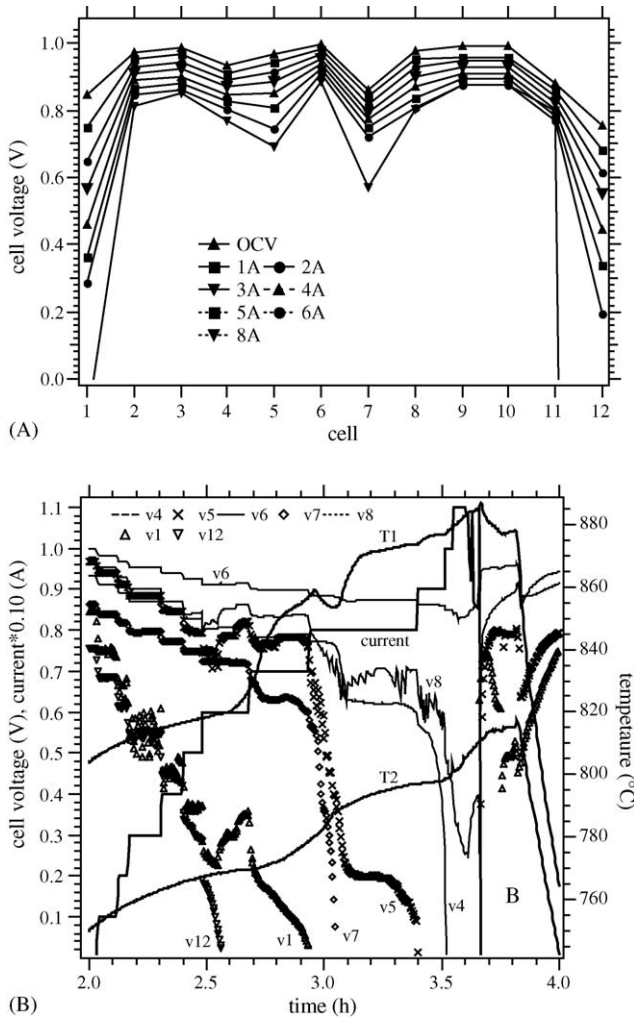 1.0
0.8
0.6
0.4
0.2
0.0
cell voltage (V)
OCV
1A 2A
3A 4A
5A 6A
8A
1 2 3 4 5 6 7 8 9 10 11 12
(A)
cell
1.1
1.0
0.9
0.8
0.7
0.6
0.5
0.4
0.3
0.2
0.1
cell voltage (V), current*0.10 (A)
v4 v5 v6 v7 v8
v1 v12
T1
v6
current
v8
T2
v12
v1
v7
v5
v4
B
880
860
840
820
800
780
760
tempetaure (°C)
2.0 2.5 3.0 3.5 4.0
(B)
time (h)